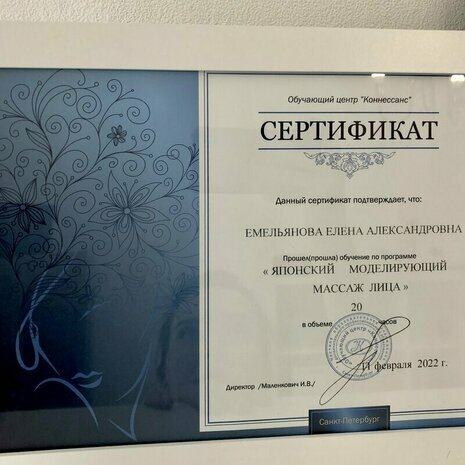 Обучающий центр "Коннессанс"
СЕРТИФИКАТ
Данный сертификат подтверждает, что:
ЕМЕЛЬЯНОВА ЕЛЕНА АЛЕКСАНДРОВНА
Прошел(прошла) обучение по программе
« ЯПОНСКИЙ МОДЕЛИРУЮЩИЙ
МАССАЖ ЛИЦА »
20
в объеме часов
11 февраля 2022 г.
Директор /Маленкович И.В./
Санкт-Петербург